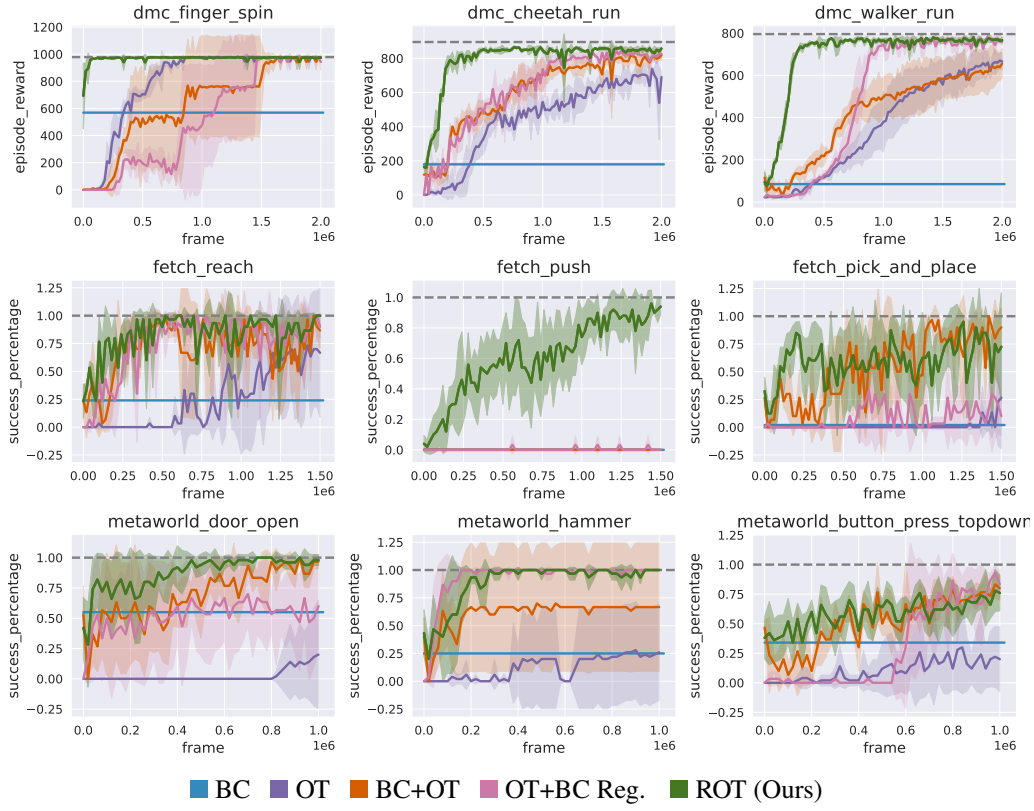 dmc_finger_spin
1200
1000
800
600
400
200
0
episode_reward
0.0 0.5 1.0 1.5 2.0
frame 1e6
dmc_cheetah_run
800
600
400
200
0
episode_reward
0.0 0.5 1.0 1.5 2.0
frame 1e6
dmc_walker_run
800
600
400
200
0
episode_reward
0.0 0.5 1.0 1.5 2.0
frame 1e6
fetch_reach
1.25
1.00
0.75
0.50
0.25
0.00
−0.25
success_percentage
0.00 0.25 0.50 0.75 1.00 1.25 1.50
frame 1e6
fetch_push
1.0
0.8
0.6
0.4
0.2
0.0
success_percentage
0.00 0.25 0.50 0.75 1.00 1.25 1.50
frame 1e6
fetch_pick_and_place
1.25
1.00
0.75
0.50
0.25
0.00
−0.25
success_percentage
0.00 0.25 0.50 0.75 1.00 1.25 1.50
frame 1e6
metaworld_door_open
1.00
0.75
0.50
0.25
0.00
−0.25
success_percentage
0.0 0.2 0.4 0.6 0.8 1.0
frame 1e6
metaworld_hammer
1.25
1.00
0.75
0.50
0.25
0.00
−0.25
success_percentage
0.0 0.2 0.4 0.6 0.8 1.0
frame 1e6
metaworld_button_press_topdown
1.00
0.75
0.50
0.25
0.00
−0.25
success_percentage
0.0 0.2 0.4 0.6 0.8 1.0
frame 1e6
BC OT BC+OT OT+BC Reg. ROT (Ours)